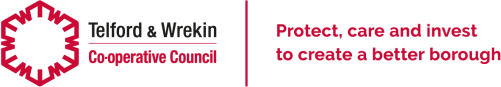 Telford & Wrekin
Co-operative Council
Protect, care and invest
to create a better borough